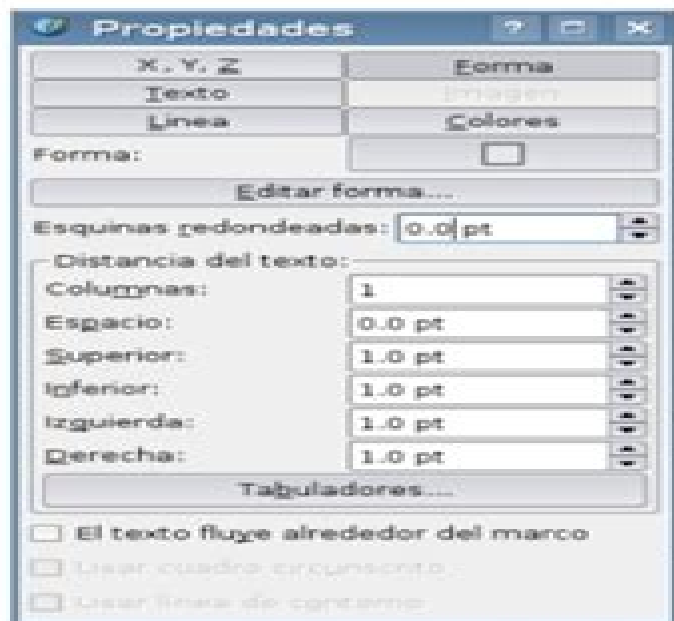 Propiedades
X, Y, Z Forma
Texto Imagen
Línea Colores
Forma:
Editar forma...
Esquinas redondeadas: 0.0 pt
Distancia del texto:
Columnas: 1
Espacio: 0.0 pt
Superior: 1.0 pt
Inferior: 1.0 pt
Izquierda: 1.0 pt
Derecha: 1.0 pt
Tabuladores...
El texto fluye alrededor del marco
Usar cuadro circunscrito
Usar línea de contorno